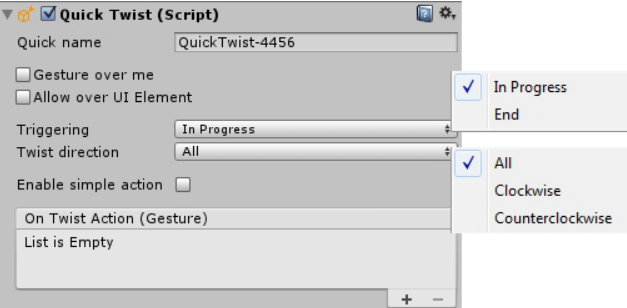 Quick Twist (Script)
Quick name QuickTwist-4456
Gesture over me
Allow over UI Element
Triggering In Progress
Twist direction All
Enable simple action
On Twist Action (Gesture)
List is Empty
+ −
In Progress
End
All
Clockwise
Counterclockwise